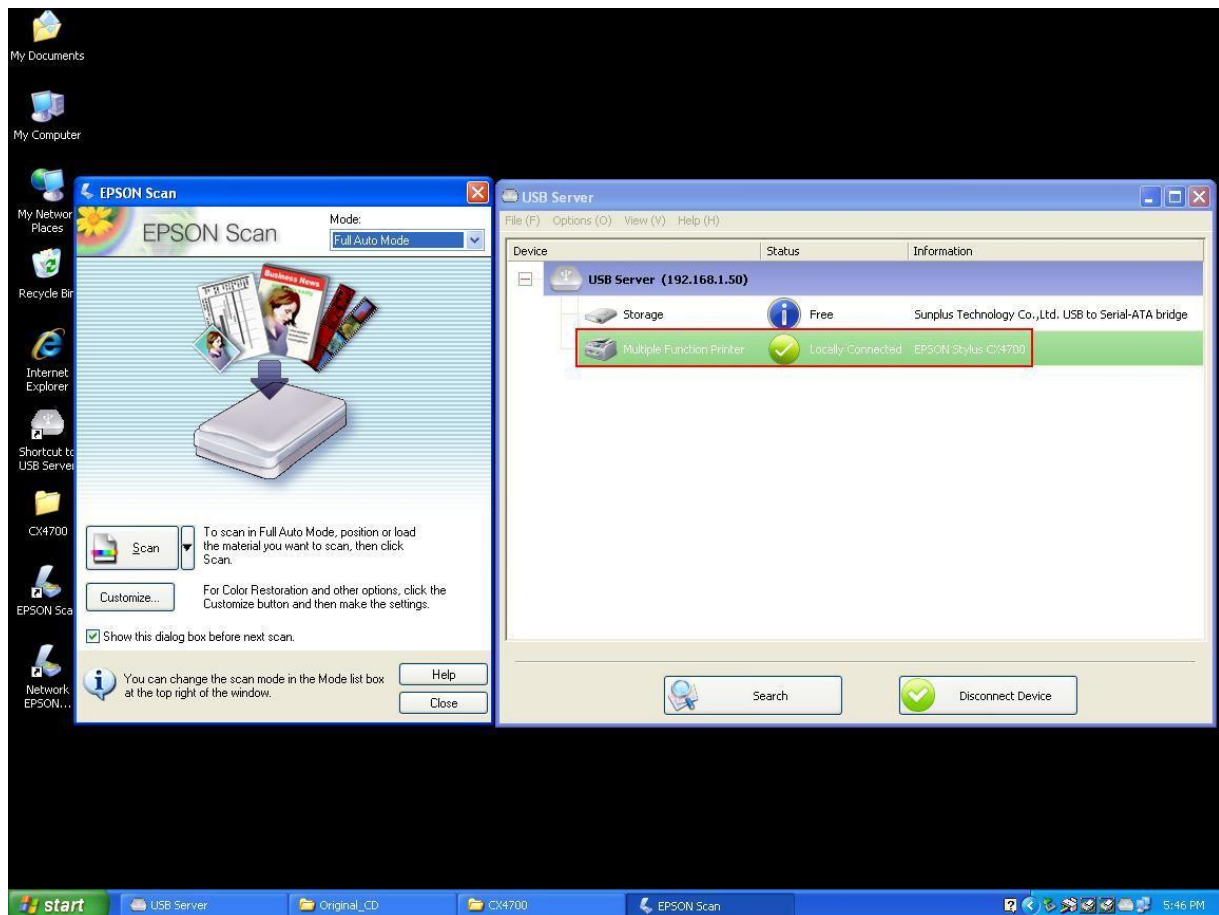 My Documents
My Computer
My Networ
Places
Recycle Bir
Internet
Explorer
Shortcut to
USB Server
CX4700
EPSON Sca
Network
EPSON...
EPSON Scan
EPSON Scan
Mode:
Full Auto Mode
Business News
Scan
To scan in Full Auto Mode, position or load
the material you want to scan, then click
Scan.
Customize...
For Color Restoration and other options, click the
Customize button and then make the settings.
Show this dialog box before next scan.
You can change the scan mode in the Mode list box
at the top right of the window.
Help
Close
USB Server
File (F) Options (O) View (V) Help (H)
Device Status Information
USB Server (192.168.1.50)
Storage Free Sunplus Technology Co.,Ltd. USB to Serial-ATA bridge
Multiple Function Printer Locally Connected EPSON Stylus CX4700
Search
Disconnect Device
start USB Server Original_CD CX4700 EPSON Scan 5:46 PM